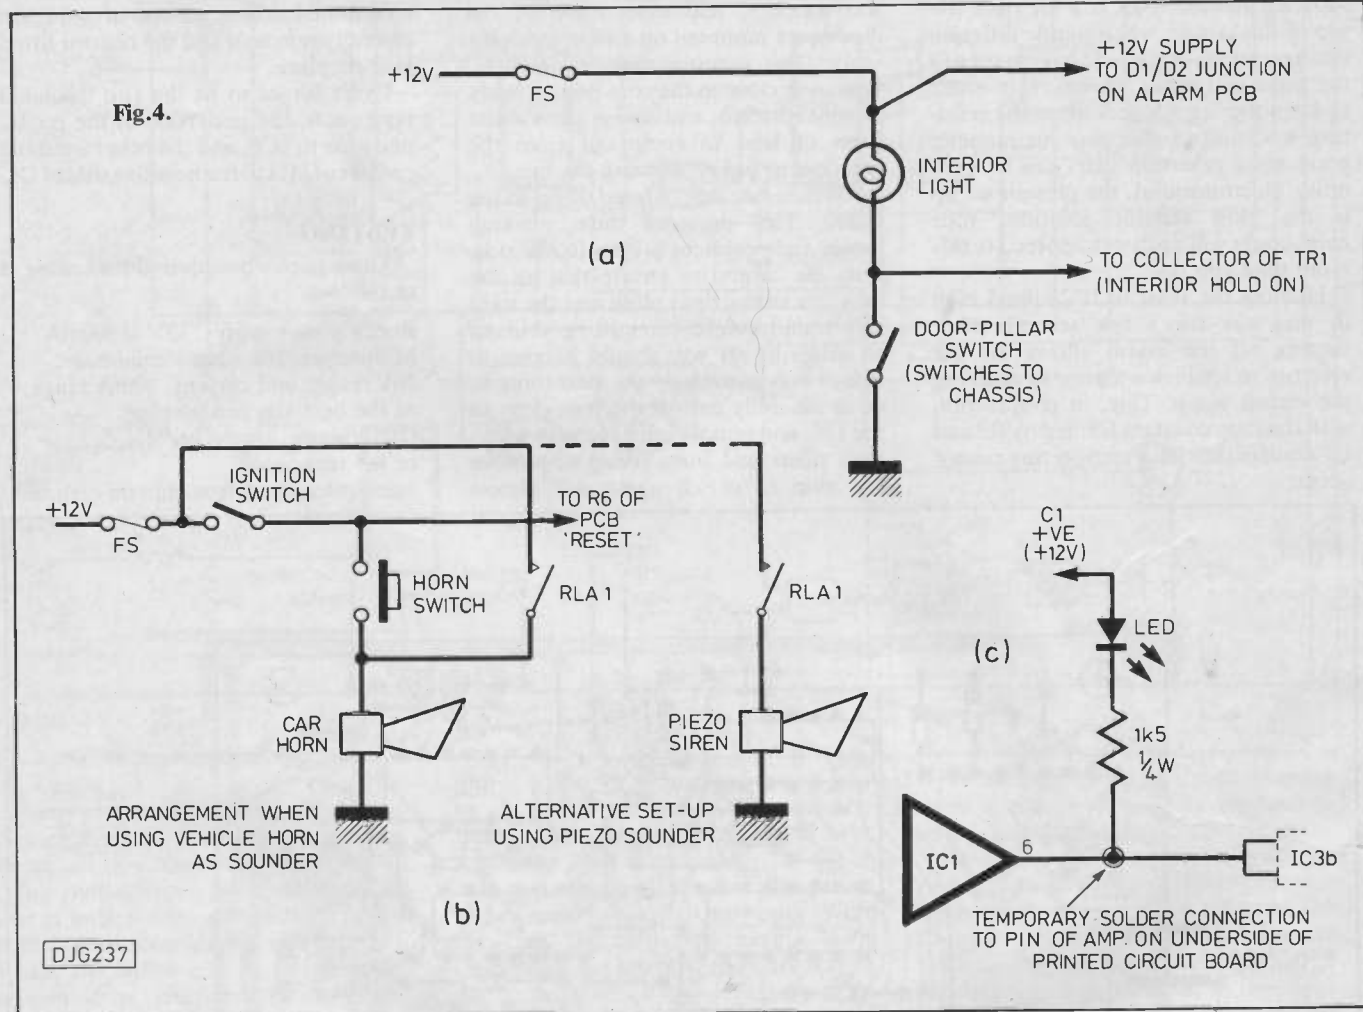 Fig.4.
+12V
FS
+12V SUPPLY
TO D1/D2 JUNCTION
ON ALARM PCB
INTERIOR
LIGHT
(a)
TO COLLECTOR OF TR1
(INTERIOR HOLD ON)
DOOR-PILLAR
SWITCH
(SWITCHES TO
CHASSIS)
IGNITION
SWITCH
+12V
FS
TO R6 OF
PCB
'RESET'
HORN
SWITCH
RLA 1
RLA 1
CAR
HORN
PIEZO
SIREN
ARRANGEMENT WHEN
USING VEHICLE HORN
AS SOUNDER
ALTERNATIVE SET-UP
USING PIEZO SOUNDER
(b)
C1
+VE
(+12V)
LED
(c)
1k5
¼W
IC1
6
IC3b
TEMPORARY SOLDER CONNECTION
TO PIN OF AMP. ON UNDERSIDE OF
PRINTED CIRCUIT BOARD
DJG237